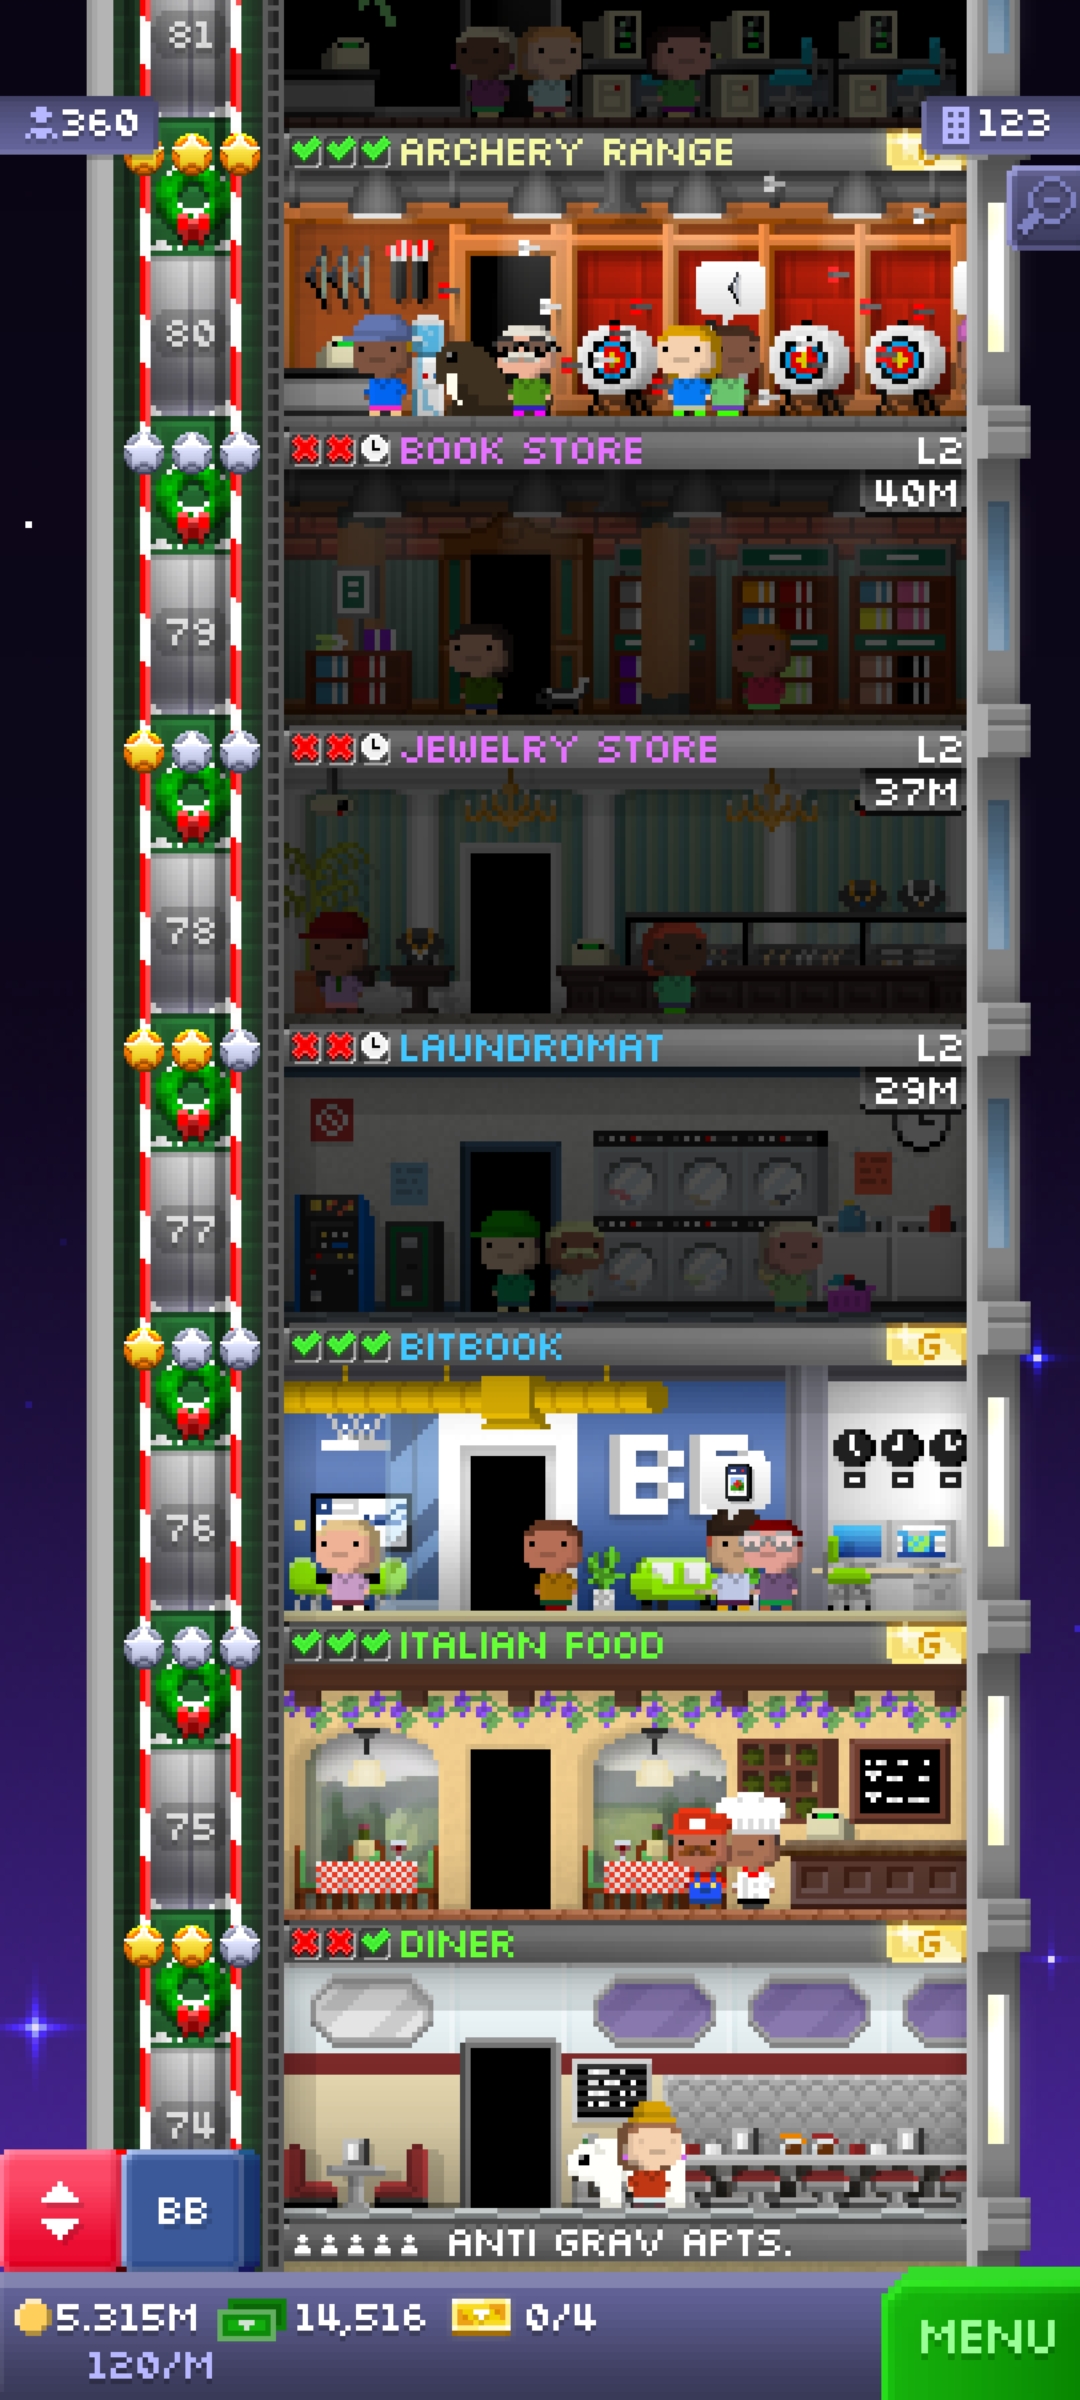 81
360
123
ARCHERY RANGE
80
BOOK STORE L2
40M
79
JEWELRY STORE L2
37M
78
LAUNDROMAT L2
29M
77
BITBOOK G
BB
76
ITALIAN FOOD G
75
DINER G
74
BB
ANTI GRAV APTS.
5.315M 14,516 0/4
120/M
MENU